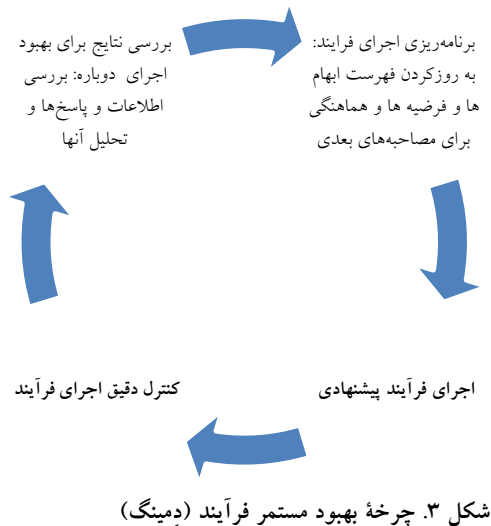 برنامه‌ریزی اجرای فرایند:
به روزکردن فهرست ابهام
ها و فرضیه ها و هماهنگی
برای مصاحبه‌های بعدی
بررسی نتایج برای بهبود
اجرای دوباره: بررسی
اطلاعات و پاسخ‌ها و
تحلیل آنها
اجرای فرآیند پیشنهادی
کنترل دقیق اجرای فرآیند
شکل ۳. چرخهٔ بهبود مستمر فرآیند (دِمینگ)